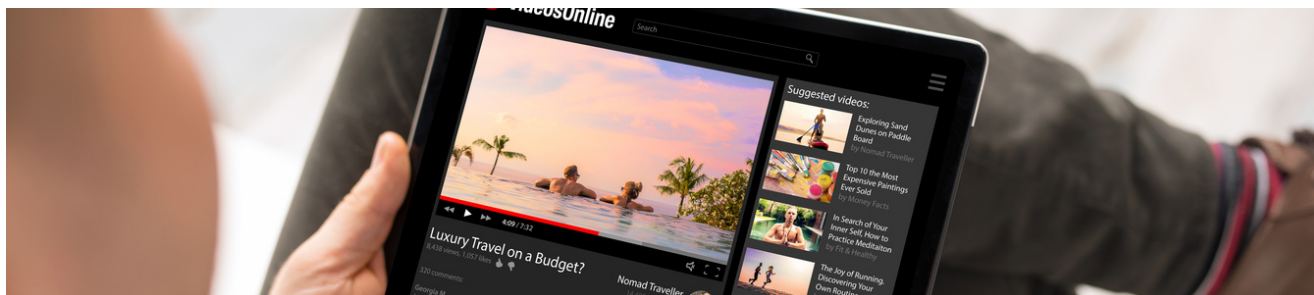 VideosOnline
Search
4:09 / 7:32
Luxury Travel on a Budget?
8,438 views, 1,057 likes
320 comments:
Georgia M
Nomad Traveller
Suggested videos:
Exploring Sand
Dunes on Paddle
Board
by Nomad Traveller
Top 10 the Most
Expensive Paintings
Ever Sold
by Money Facts
In Search of Your
Inner Self, How to
Practice Meditaiton
by Fit & Healthy
The Joy of Running.
Discovering Your
Own Routine